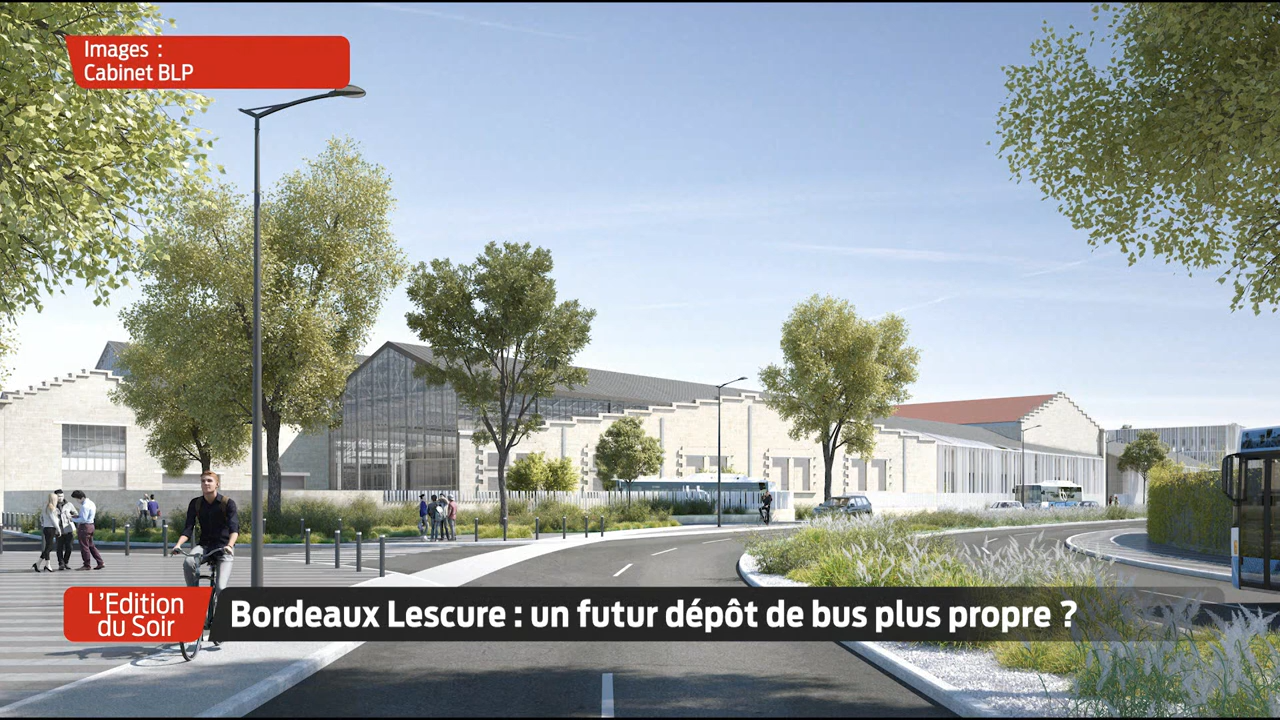 Images :
Cabinet BLP
L'Edition
du Soir
Bordeaux Lescure : un futur dépôt de bus plus propre ?